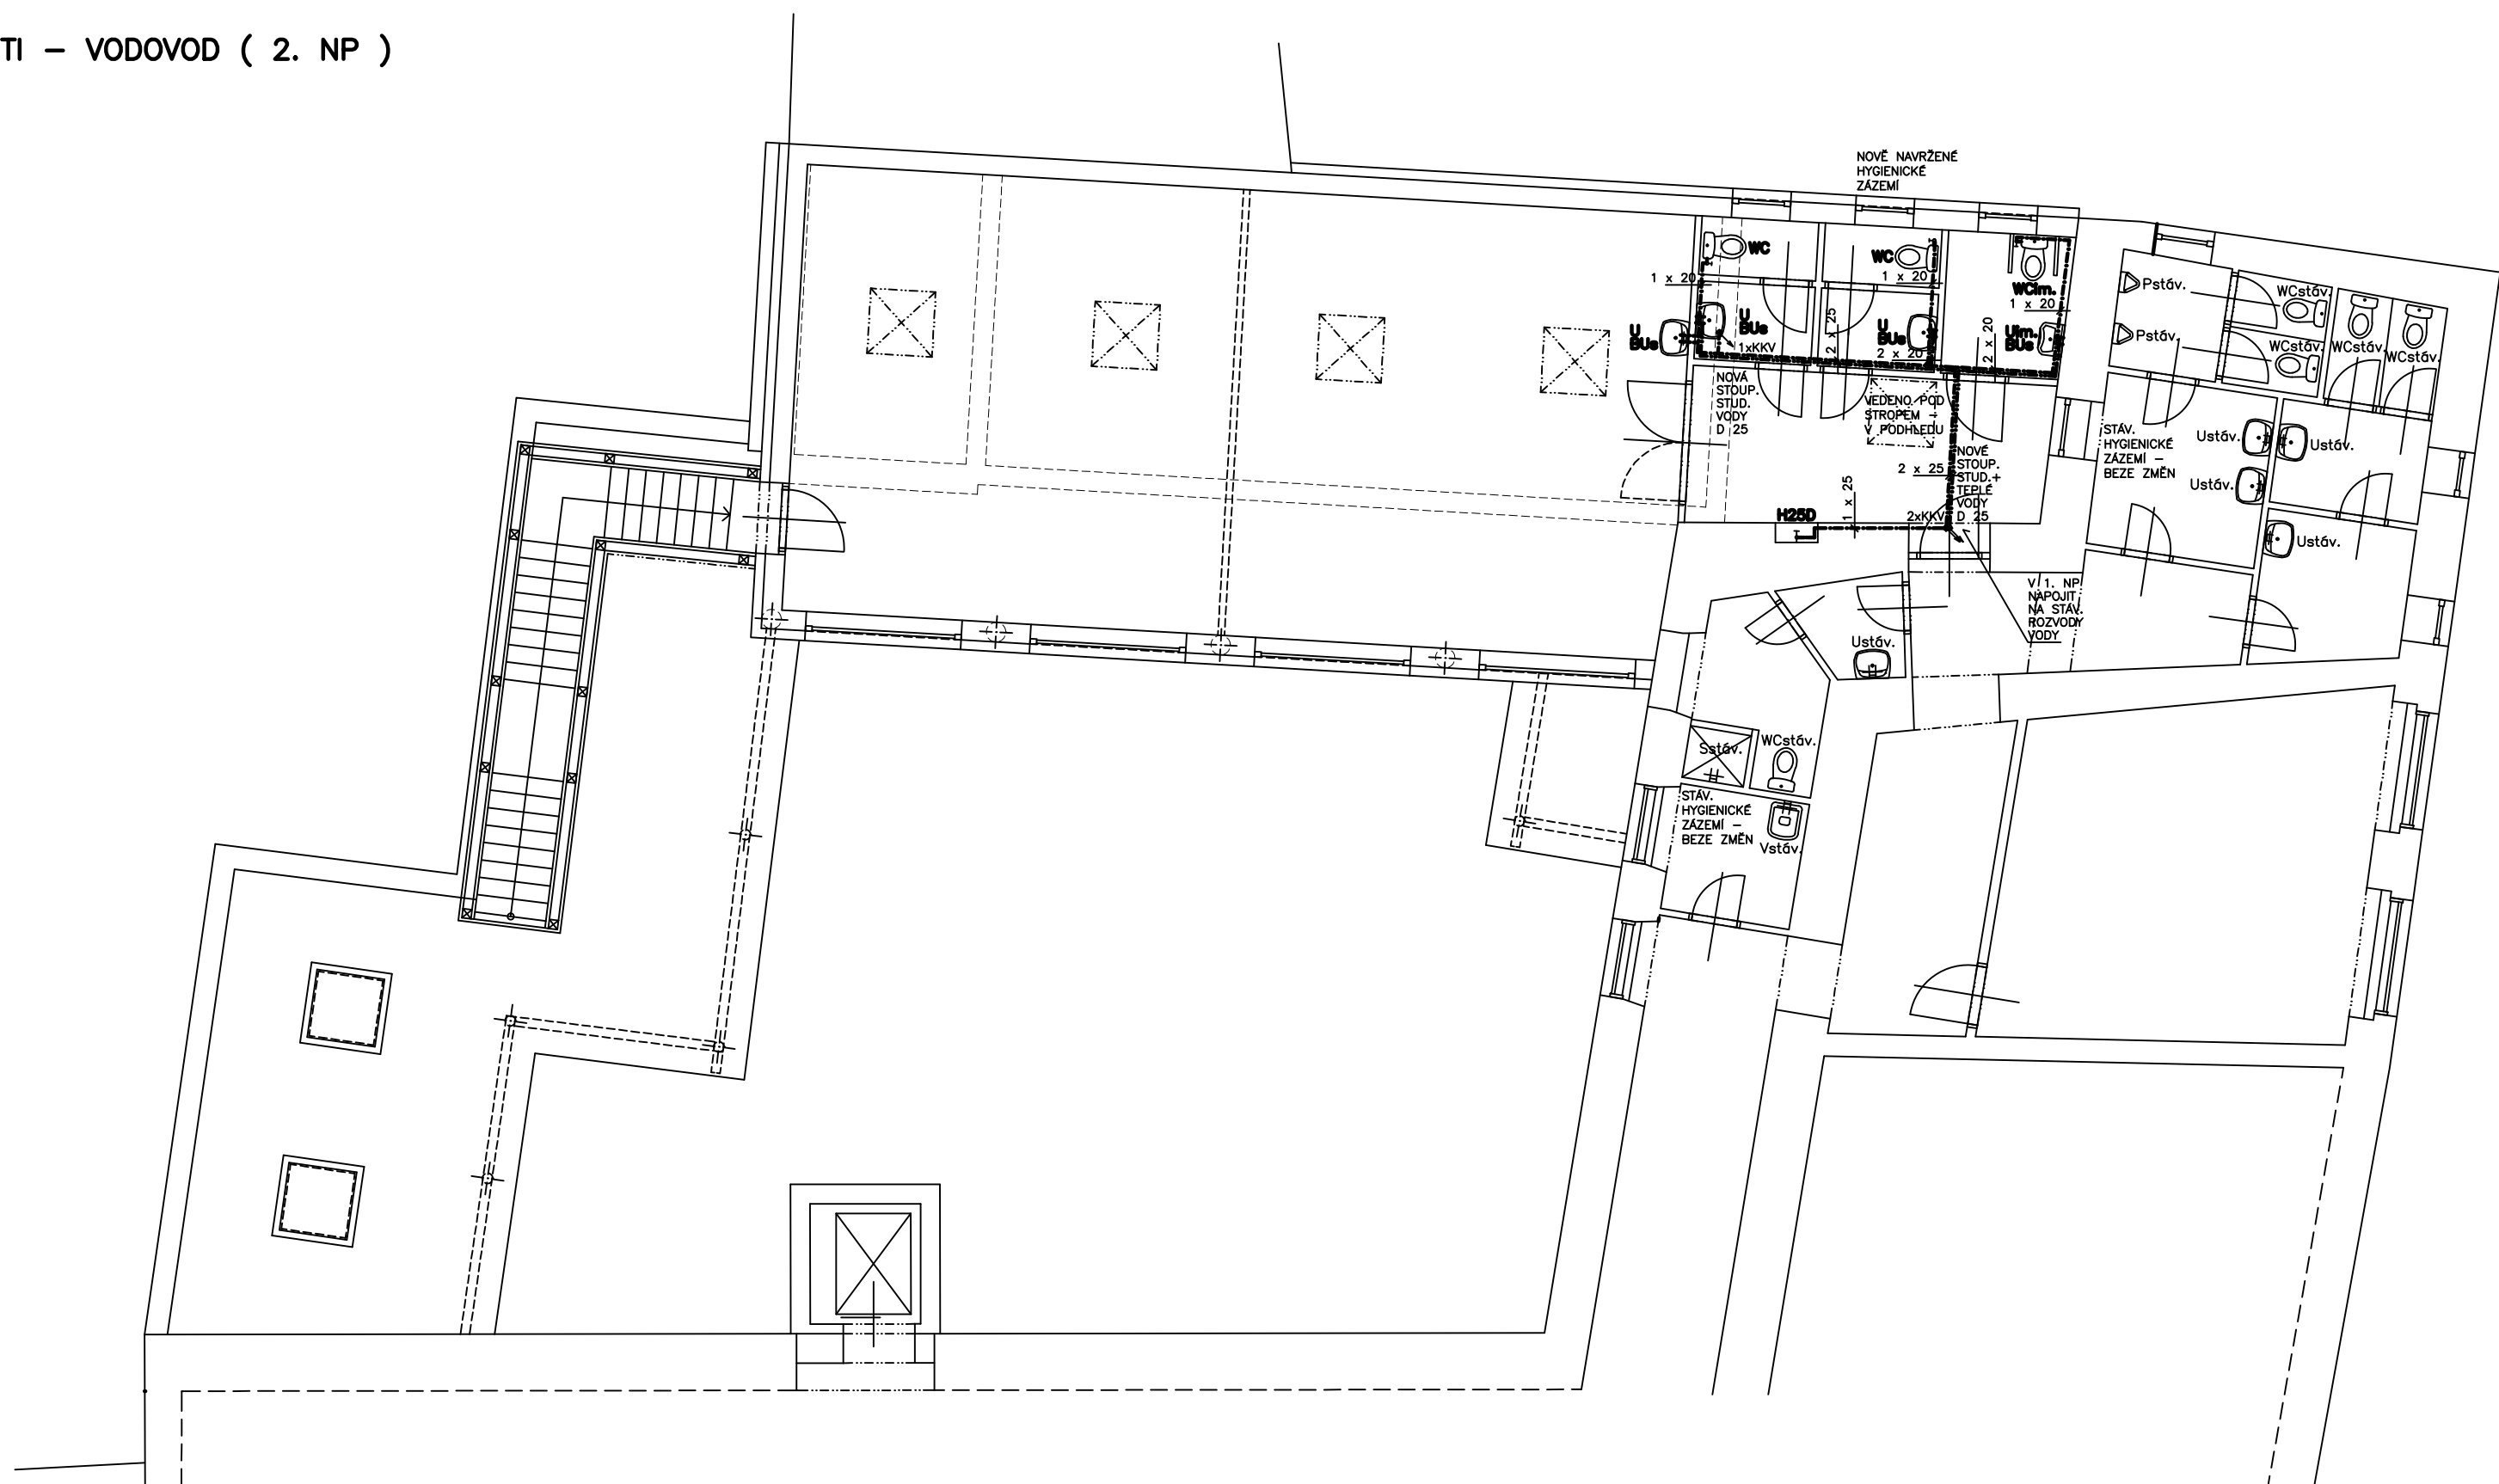 TI – VODOVOD ( 2. NP )
NOVĚ NAVRŽENÉ
HYGIENICKÉ
ZÁZEMÍ
WC
WC
1 x 20
1 x 20
WCim.
1 x 20
U
BUs
U
BUs
1xKKV
2 x 25
U
BUs
2 x 20
2 x 20
Uim.
BUs
Pstáv.
Pstáv.
WCstáv.
WCstáv.
WCstáv.
WCstáv.
NOVÁ
STOUP.
STUD.
VODY
D 25
VEDENO POD
STROPEM –
V PODHLEDU
STÁV.
HYGIENICKÉ
ZÁZEMÍ –
BEZE ZMĚN
Ustáv.
Ustáv.
Ustáv.
Ustáv.
2 x 25
NOVÉ
STOUP.
STUD.+
TEPLÉ
VODY
D 25
2xKKV
H25D
1 x 25
V 1. NP
NAPOJIT
NA STÁV.
ROZVODY
VODY
Ustáv.
Sstáv.
WCstáv.
STÁV.
HYGIENICKÉ
ZÁZEMÍ –
BEZE ZMĚN
Vstáv.